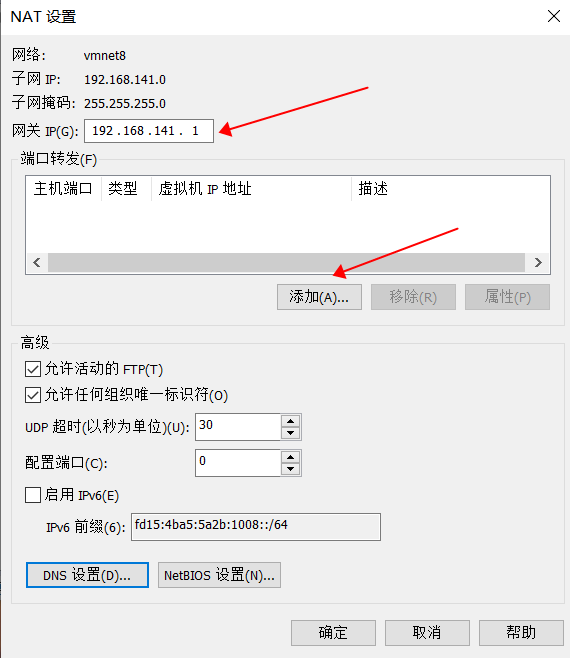 NAT 设置
网络: vmnet8
子网 IP: 192.168.141.0
子网掩码: 255.255.255.0
网关 IP(G): 192 . 168 . 141 . 1
端口转发(F)
主机端口 类型 虚拟机 IP 地址 描述
添加(A)... 移除(R) 属性(P)
高级
允许活动的 FTP(T)
允许任何组织唯一标识符(O)
UDP 超时(以秒为单位)(U): 30
配置端口(C): 0
启用 IPv6(E)
IPv6 前缀(6): fd15:4ba5:5a2b:1008::/64
DNS 设置(D)... NetBIOS 设置(N)...
确定 取消 帮助